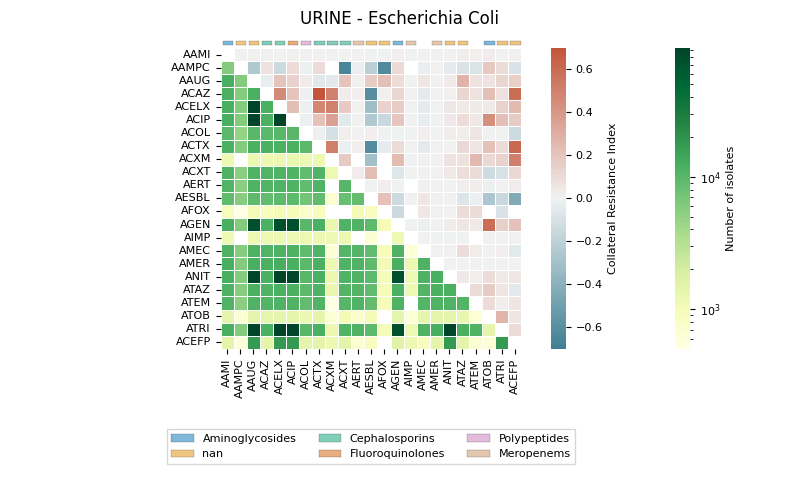 URINE - Escherichia Coli
AAMI
AAMPC
AAUG
ACAZ
ACELX
ACIP
ACOL
ACTX
ACXM
ACXT
AERT
AESBL
AFOX
AGEN
AIMP
AMEC
AMER
ANIT
ATAZ
ATEM
ATOB
ATRI
ACEFP
AAMI AAMPC AAUG ACAZ ACELX ACIP ACOL ACTX ACXM ACXT AERT AESBL AFOX AGEN AIMP AMEC AMER ANIT ATAZ ATEM ATOB ATRI ACEFP
0.6
0.4
0.2
0.0
−0.2
−0.4
−0.6
Collateral Resistance Index
10⁴
10³
Number of isolates
Aminoglycosides Cephalosporins Polypeptides
nan Fluoroquinolones Meropenems